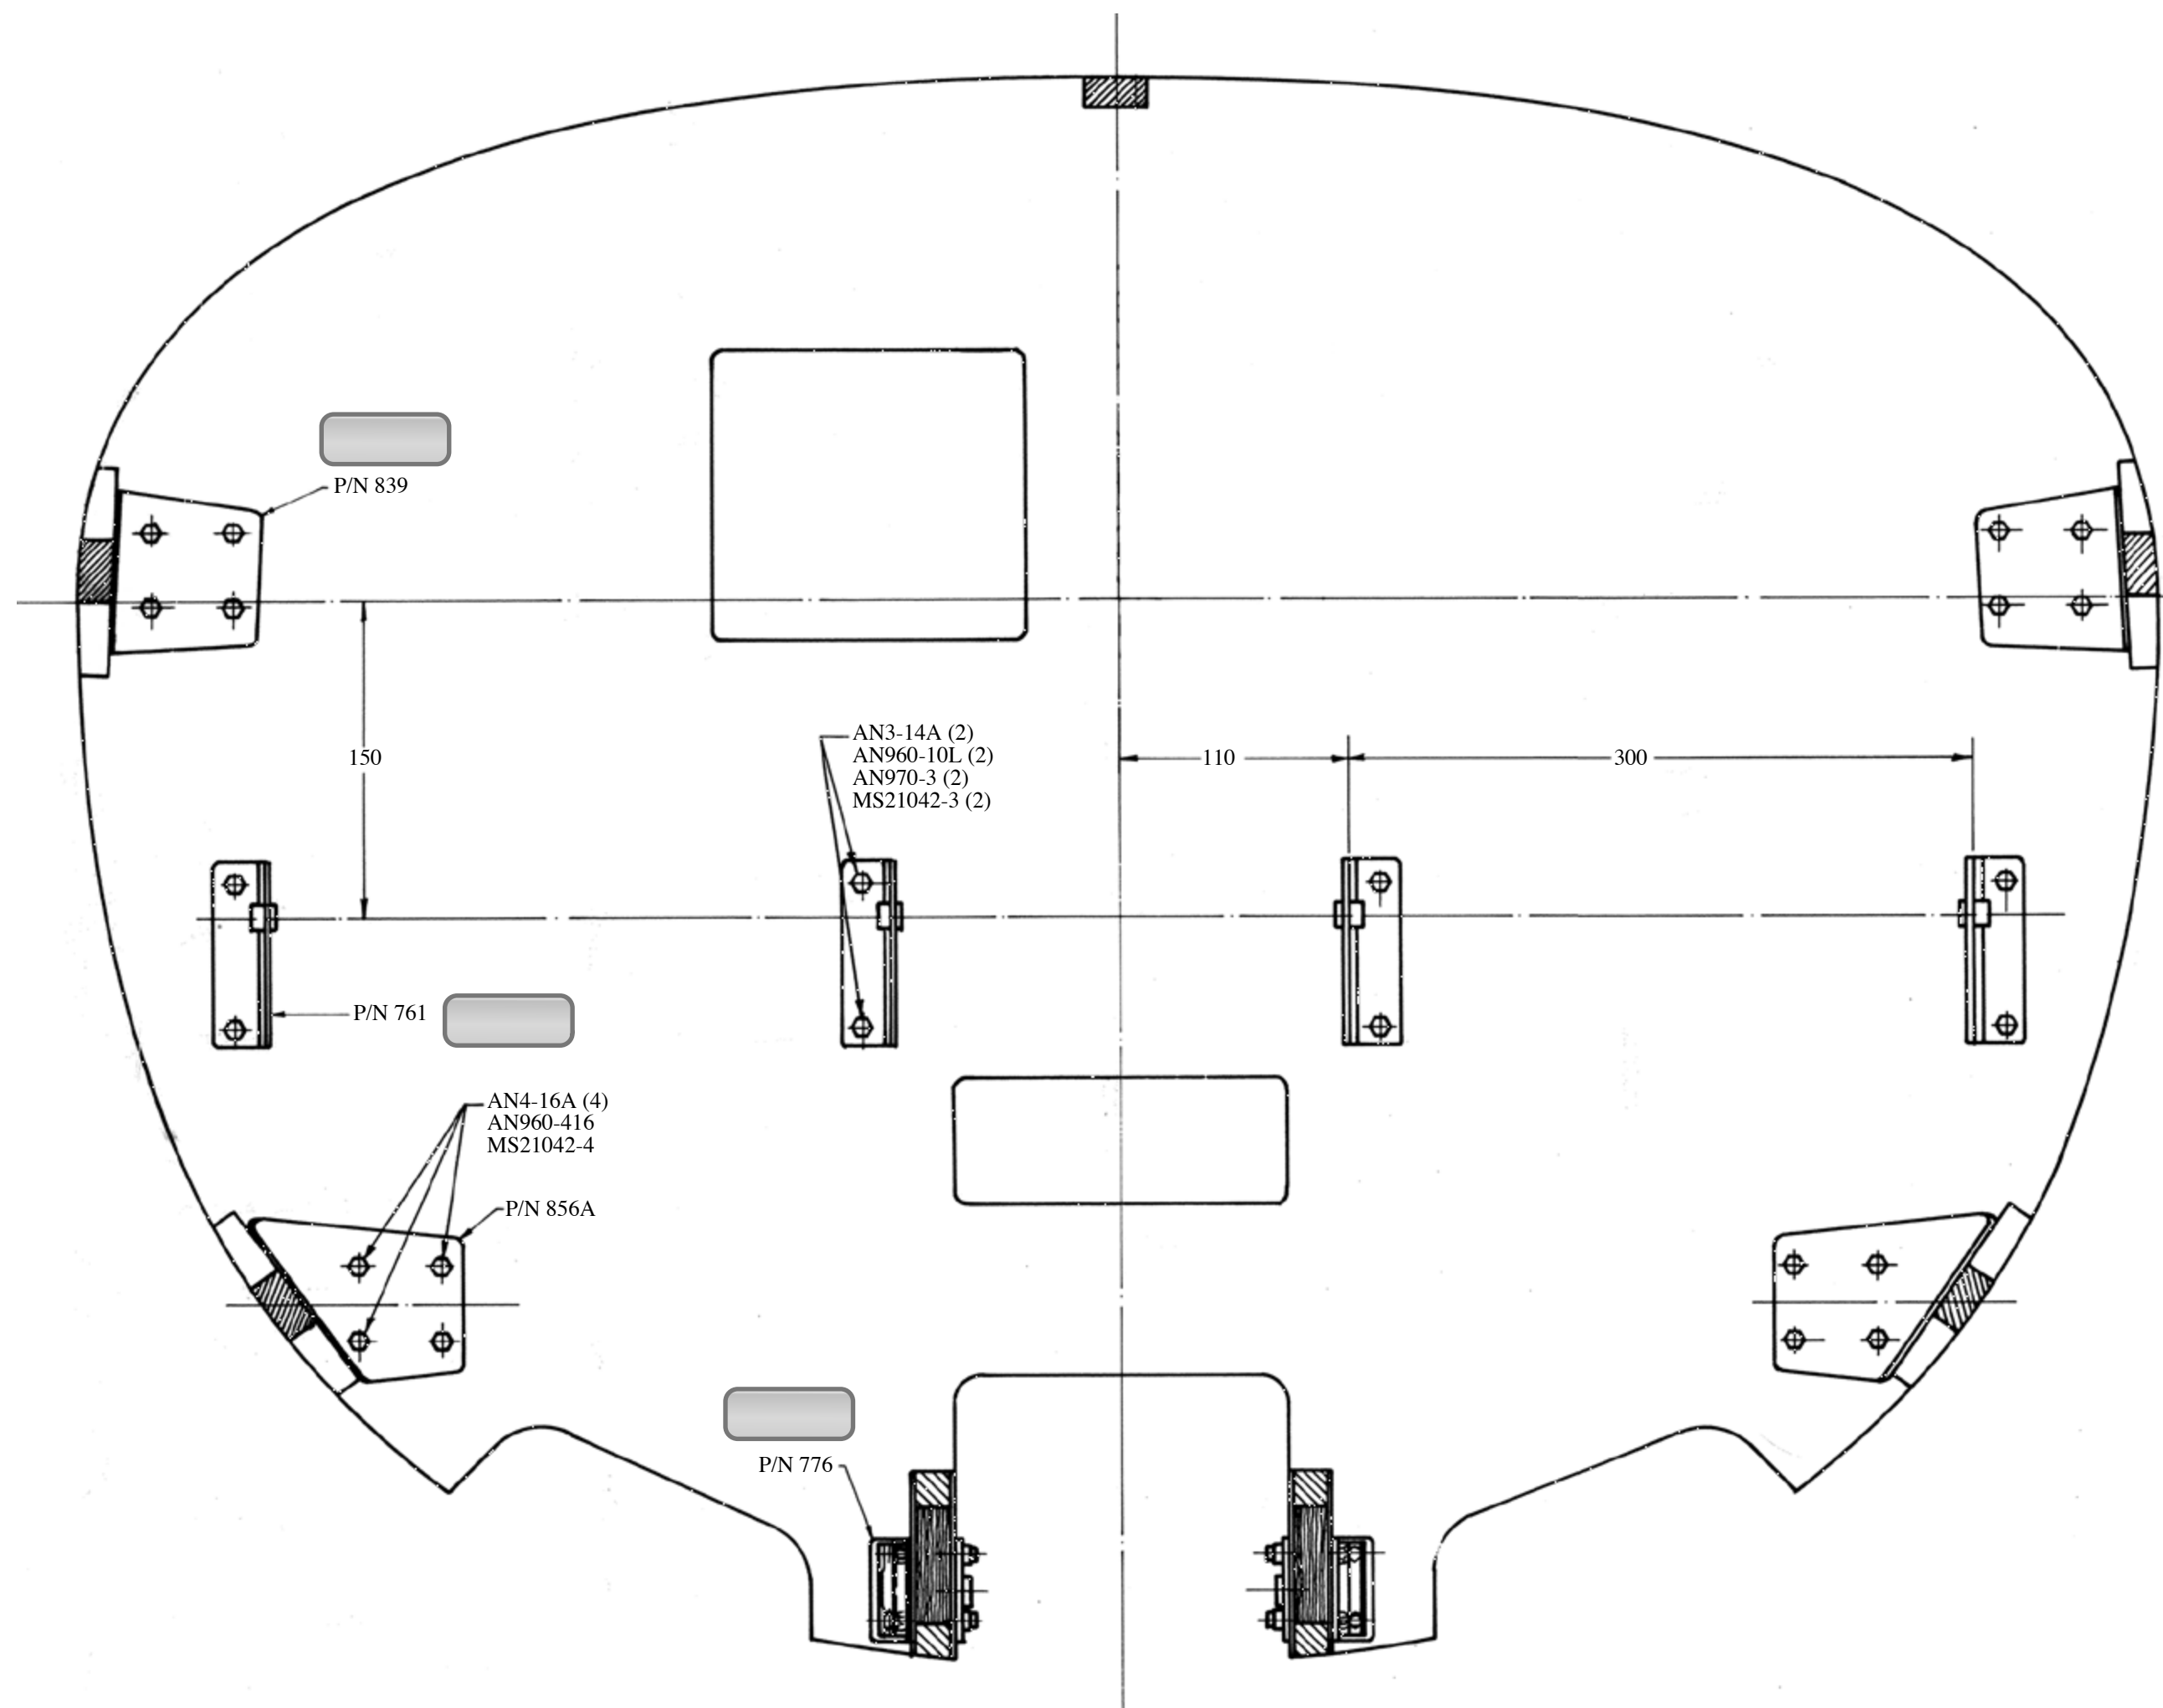 P/N 839
AN3-14A (2)
AN960-10L (2)
AN970-3 (2)
MS21042-3 (2)
150
110
300
P/N 761
AN4-16A (4)
AN960-416
MS21042-4
P/N 856A
P/N 776